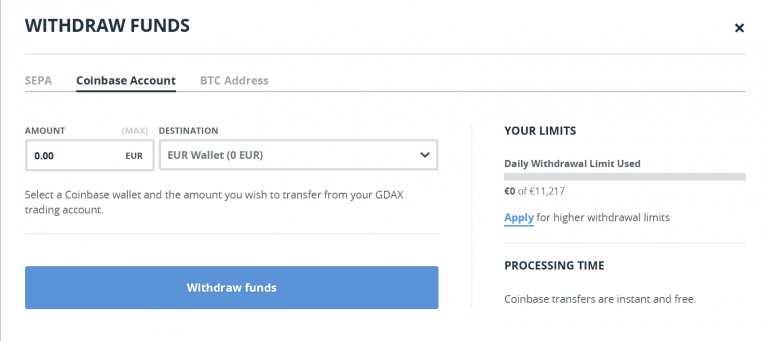 WITHDRAW FUNDS
×
SEPA Coinbase Account BTC Address
AMOUNT (MAX) DESTINATION
0.00 EUR EUR Wallet (0 EUR)
Select a Coinbase wallet and the amount you wish to transfer from your GDAX
trading account.
Withdraw funds
YOUR LIMITS
Daily Withdrawal Limit Used
€0 of €11,217
Apply for higher withdrawal limits
PROCESSING TIME
Coinbase transfers are instant and free.